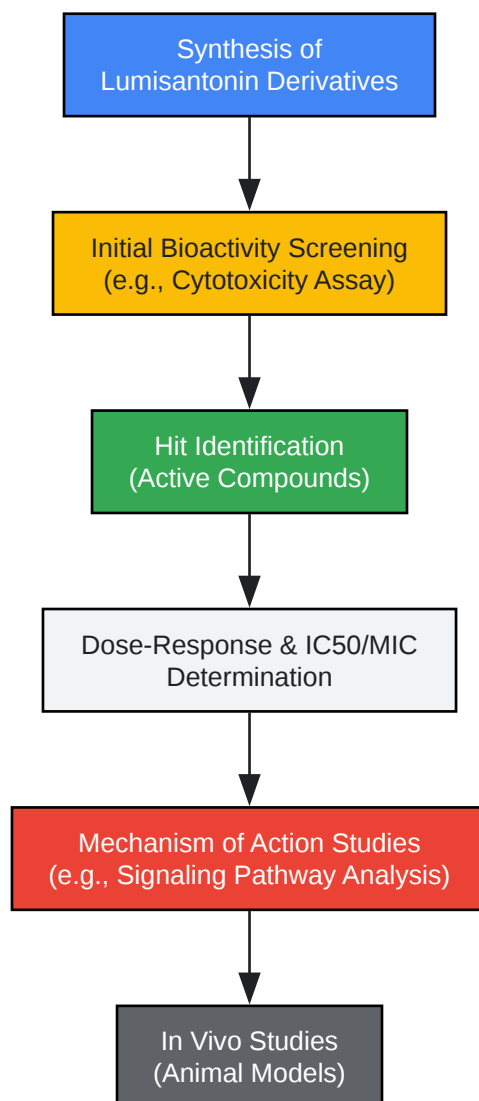 Synthesis of
Lumisantonin Derivatives
Initial Bioactivity Screening
(e.g., Cytotoxicity Assay)
Hit Identification
(Active Compounds)
Dose-Response & IC50/MIC
Determination
Mechanism of Action Studies
(e.g., Signaling Pathway Analysis)
In Vivo Studies
(Animal Models)